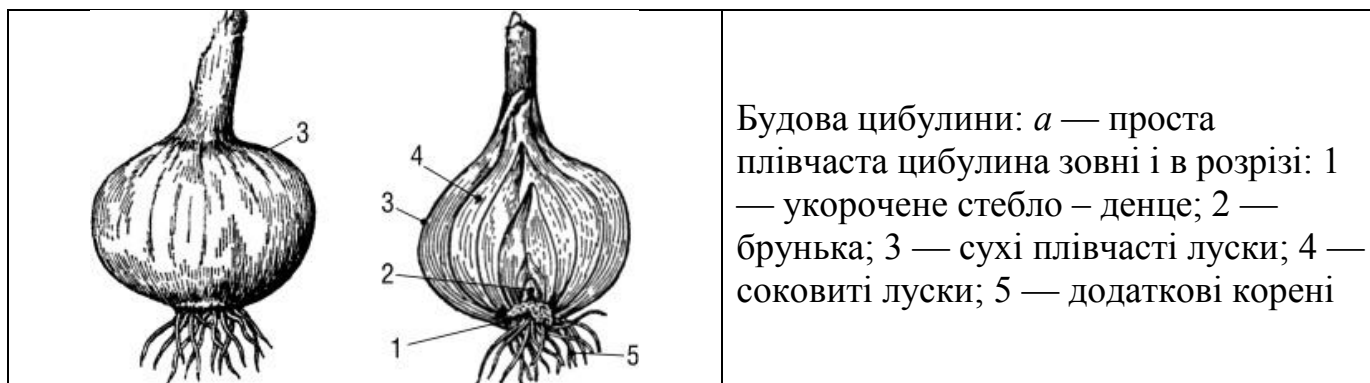 3
4
3
2
1
5
Будова цибулини: а — проста
плівчаста цибулина зовні і в розрізі: 1
— укорочене стебло – денце; 2 —
брунька; 3 — сухі плівчасті луски; 4 —
соковиті луски; 5 — додаткові корені